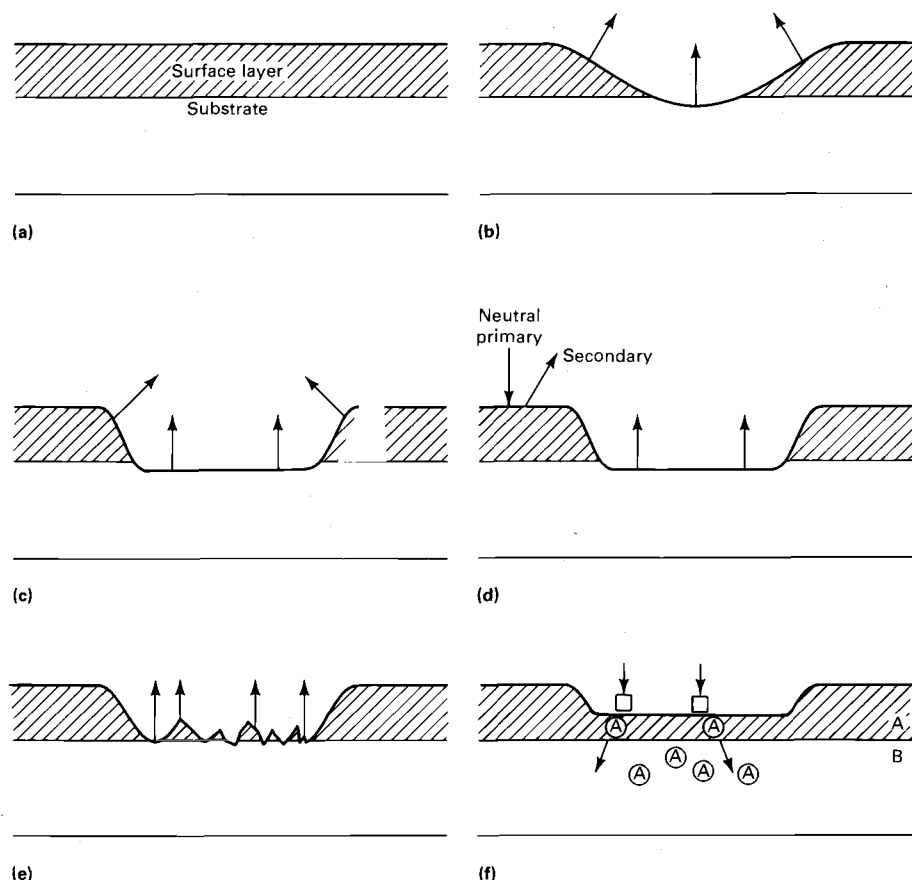 Surface layer
Substrate
(a)
(b)
Neutral
primary
Secondary
(c)
(d)
A
A
A
B
A
A
A
A
(e)
(f)